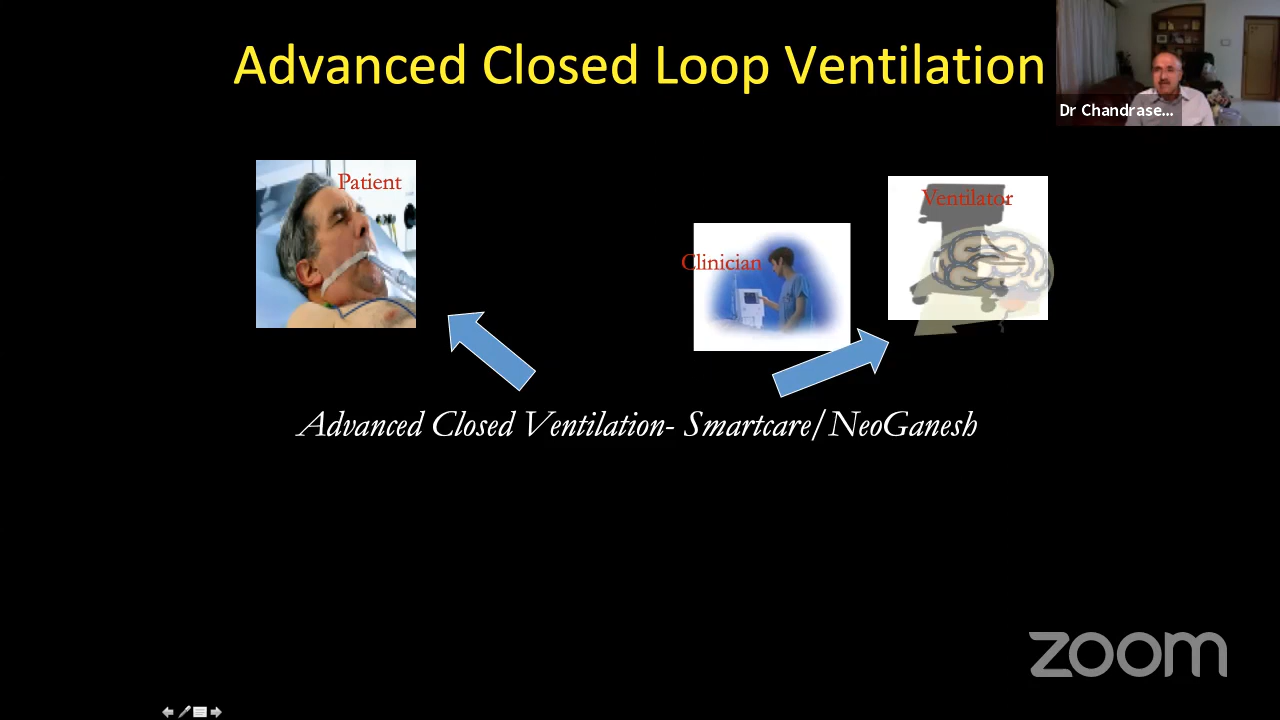 Advanced Closed Loop Ventilation
Dr Chandrase...
Patient
Ventilator
Clinician
Advanced Closed Ventilation- Smartcare/NeoGanesh
zoom